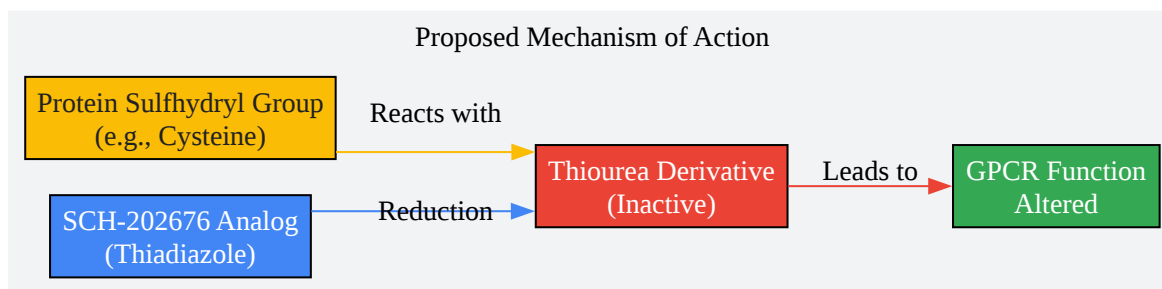 Proposed Mechanism of Action
Protein Sulfhydryl Group
(e.g., Cysteine)
Reacts with
SCH-202676 Analog
(Thiadiazole)
Reduction
Thiourea Derivative
(Inactive)
Leads to
GPCR Function
Altered